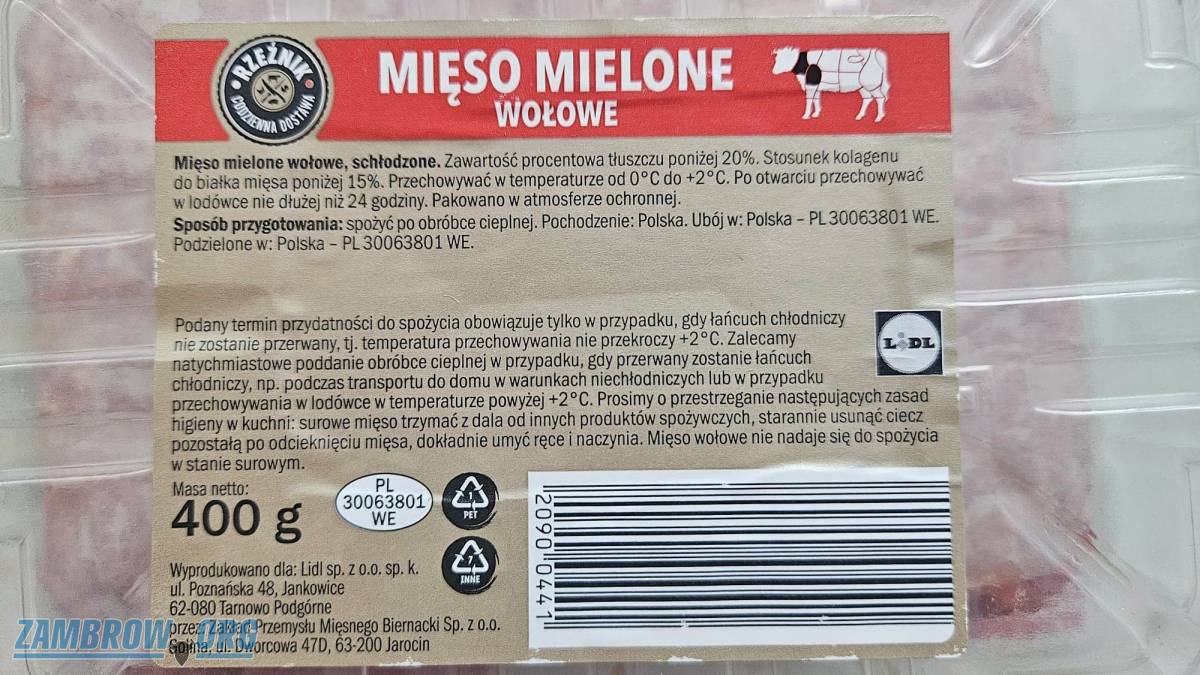 RZEŹNIK
CODZIENNA DOSTAWA
MIĘSO MIELONE
WOŁOWE
Mięso mielone wołowe, schłodzone. Zawartość procentowa tłuszczu poniżej 20%. Stosunek kolagenu
do białka mięsa poniżej 15%. Przechowywać w temperaturze od 0°C do +2°C. Po otwarciu przechowywać
w lodówce nie dłużej niż 24 godziny. Pakowano w atmosferze ochronnej.
Sposób przygotowania: spożyć po obróbce cieplnej. Pochodzenie: Polska. Ubój w: Polska – PL 30063801 WE.
Podzielone w: Polska – PL 30063801 WE.
Podany termin przydatności do spożycia obowiązuje tylko w przypadku, gdy łańcuch chłodniczy
nie zostanie przerwany, tj. temperatura przechowywania nie przekroczy +2°C. Zalecamy
natychmiastowe poddanie obróbce cieplnej w przypadku, gdy przerwany zostanie łańcuch
chłodniczy, np. podczas transportu do domu w warunkach niechłodniczych lub w przypadku
przechowywania w lodówce w temperaturze powyżej +2°C. Prosimy o przestrzeganie następujących zasad
higieny w kuchni: surowe mięso trzymać z dala od innych produktów spożywczych, starannie usunąć ciecz
pozostałą po odcieknięciu mięsa, dokładnie umyć ręce i naczynia. Mięso wołowe nie nadaje się do spożycia
w stanie surowym.
LIDL
Masa netto:
400 g
PL
30063801
WE
1
PET
7
INNE
2090 0441
Wyprodukowano dla: Lidl sp. z o.o. sp. k.
ul. Poznańska 48, Jankowice
62-080 Tarnowo Podgórne
przez: Zakład Przemysłu Mięsnego Biernacki Sp. z o.o.
Golina, ul. Dworcowa 47D, 63-200 Jarocin
ZAMBROW.ORG